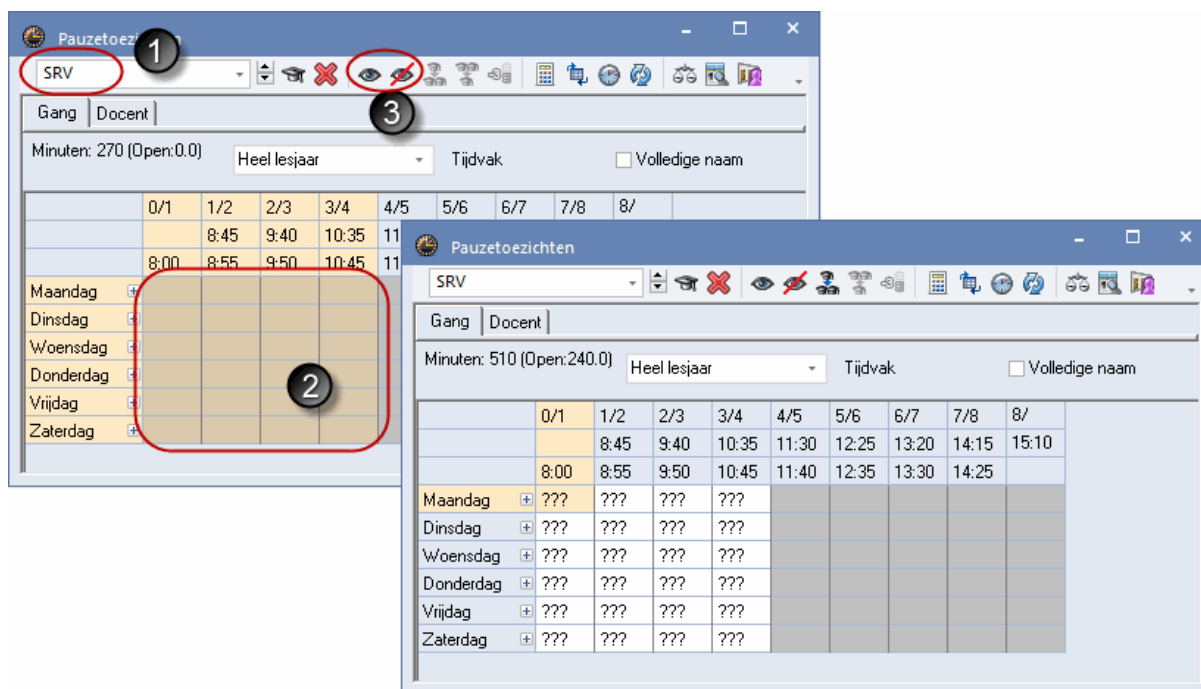 Pauzetoez
1
SRV
3
Gang Docent
Minuten: 270 (Open:0.0) Heel lesjaar Tijdvak Volledige naam
0/1 1/2 2/3 3/4 4/5 5/6 6/7 7/8 8/
8:45 9:40 10:35 11
8:00 8:55 9:50 10:45 11
Maandag
Dinsdag
Woensdag
Donderdag
Vrijdag
Zaterdag
2
Pauzetoezichten
SRV
Gang Docent
Minuten: 510 (Open:240.0) Heel lesjaar Tijdvak Volledige naam
0/1 1/2 2/3 3/4 4/5 5/6 6/7 7/8 8/
8:45 9:40 10:35 11:30 12:25 13:20 14:15 15:10
8:00 8:55 9:50 10:45 11:40 12:35 13:30 14:25
Maandag ??? ??? ??? ???
Dinsdag ??? ??? ??? ???
Woensdag ??? ??? ??? ???
Donderdag ??? ??? ??? ???
Vrijdag ??? ??? ??? ???
Zaterdag ??? ??? ??? ???